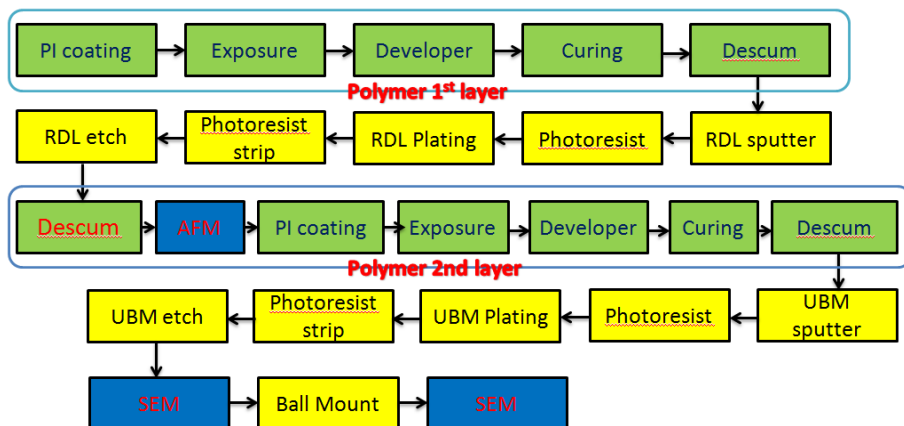 PI coating
Exposure
Developer
Curing
Descum
Polymer 1st layer
RDL etch
Photoresist
strip
RDL Plating
Photoresist
RDL sputter
Descum
AFM
PI coating
Exposure
Developer
Curing
Descum
Polymer 2nd layer
UBM etch
Photoresist
strip
UBM Plating
Photoresist
UBM
sputter
SEM
Ball Mount
SEM